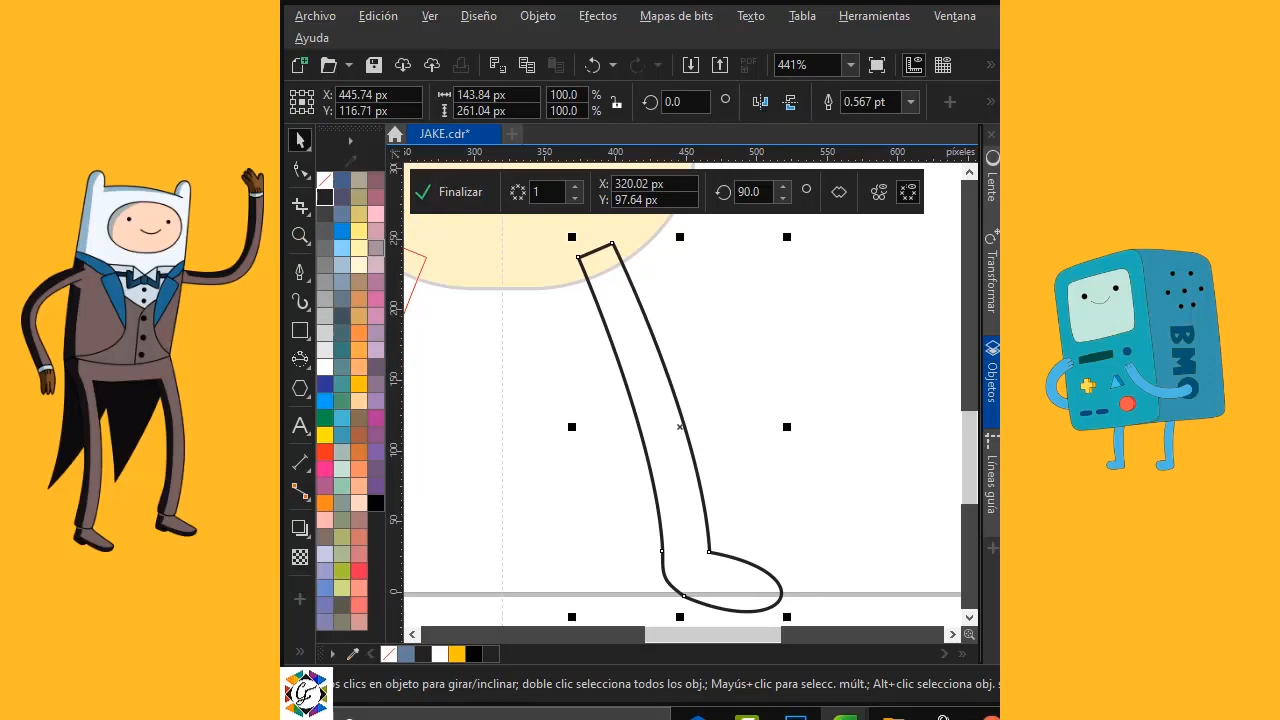 Archivo Edición Ver Diseño Objeto Efectos Mapas de bits Texto Tabla Herramientas Ventana
Ayuda
PDF 441% »
X: 445.74 px 143.84 px 100.0 % 0.0 ° 0.567 pt »
Y: 116.71 px 261.04 px 100.0 %
JAKE.cdr*
50 300 350 400 450 500 550 600 píxeles
Finalizar 1 X: 320.02 px 90.0 °
Y: 97.64 px
Lente
Transformar
Objetos
Líneas guía
250
200
150
100
50
0
BMO
clics en objeto para girar/inclinar; doble clic selecciona todos los obj.; Mayús+clic para selecc. múlt.; Alt+clic selecciona obj.